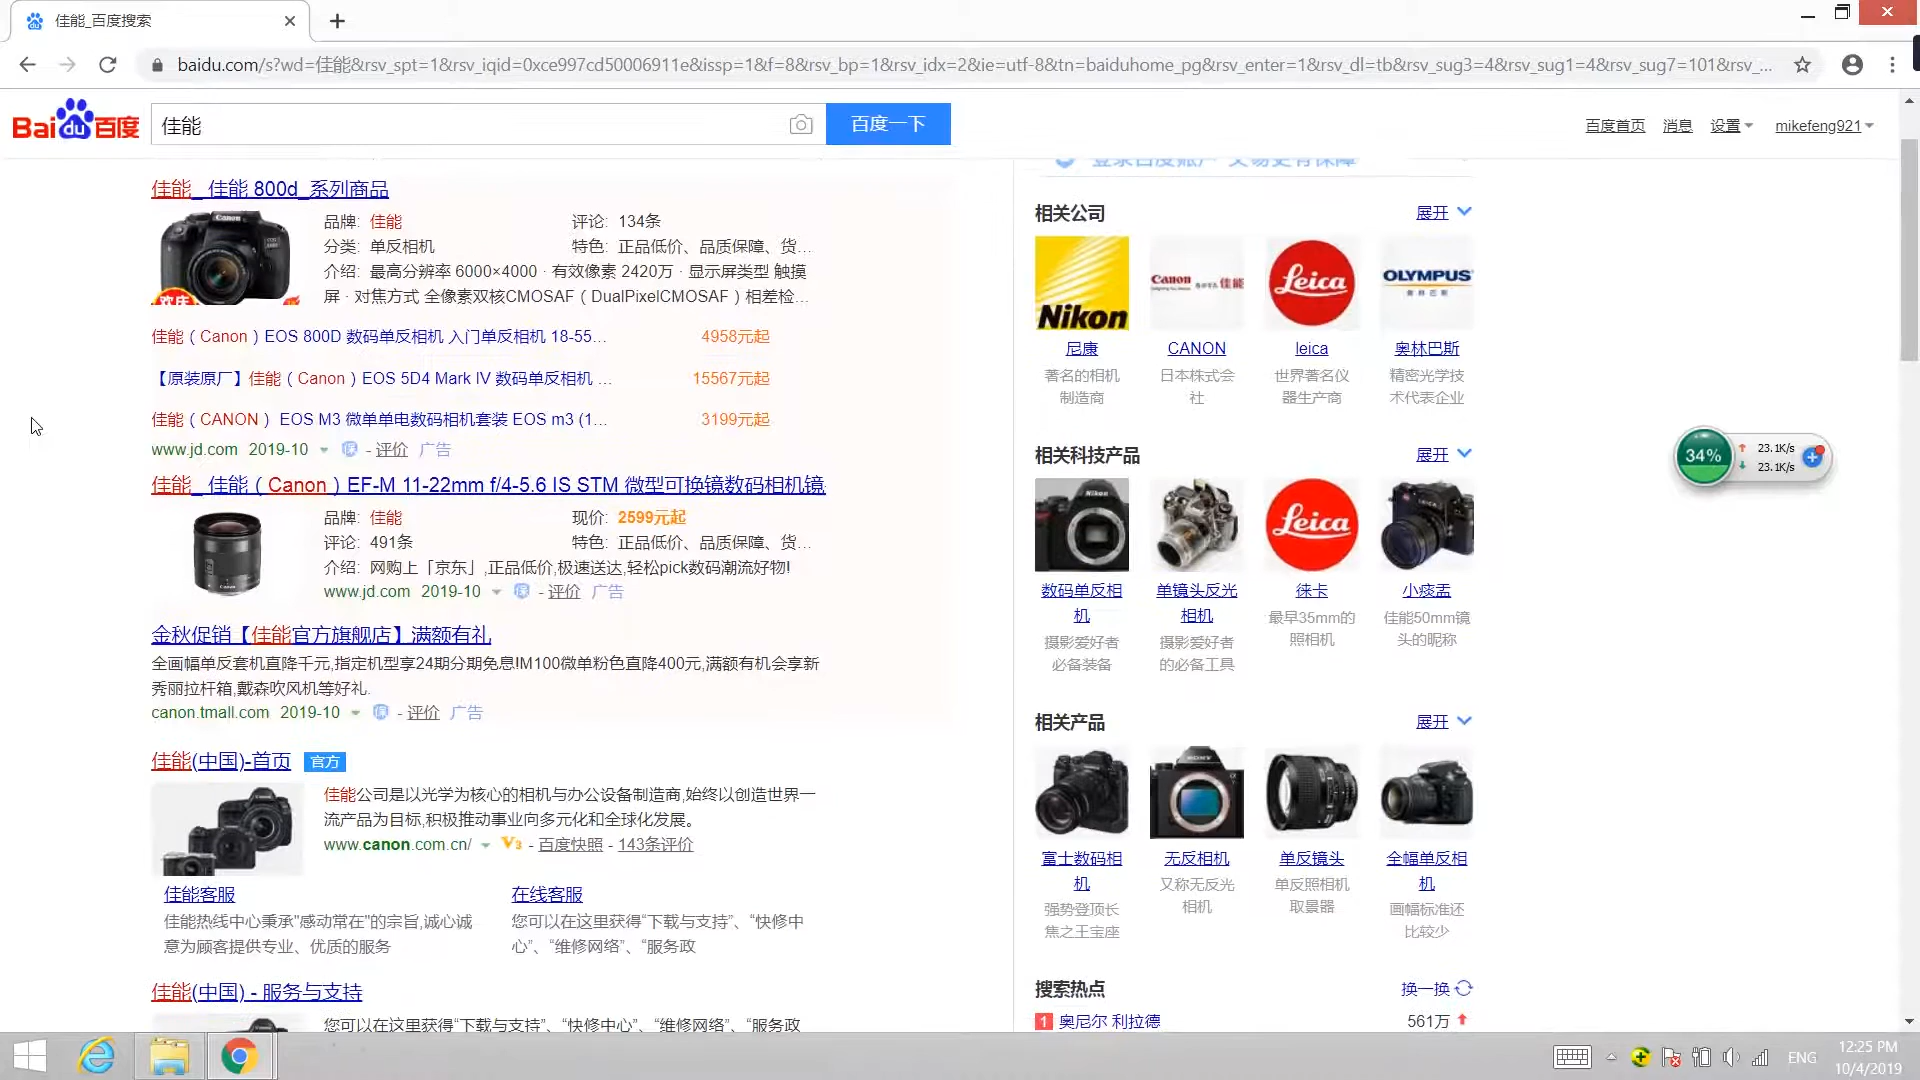 佳能_百度搜索
baidu.com/s?wd=佳能&rsv_spt=1&rsv_iqid=0xce997cd50006911e&issp=1&f=8&rsv_bp=1&rsv_idx=2&ie=utf-8&tn=baiduhome_pg&rsv_enter=1&rsv_dl=tb&rsv_sug3=4&rsv_sug1=4&rsv_sug7=101&rsv_...
Bai du 百度
佳能
百度一下
百度首页 消息 设置 mikefeng921
佳能_ 佳能 800d_系列商品
Canon
品牌: 佳能 评论: 134条
分类: 单反相机 特色: 正品低价、品质保障、货...
介绍: 最高分辨率 6000×4000 · 有效像素 2420万 · 显示屏类型 触摸
屏 · 对焦方式 全像素双核CMOSAF（DualPixelCMOSAF）相差检...
佳能（Canon）EOS 800D 数码单反相机 入门单反相机 18-55... 4958元起
【原装原厂】佳能（Canon）EOS 5D4 Mark IV 数码单反相机 ... 15567元起
佳能（CANON） EOS M3 微单单电数码相机套装 EOS m3 (1... 3199元起
www.jd.com 2019-10 保 - 评价 广告
佳能_ 佳能（Canon）EF-M 11-22mm f/4-5.6 IS STM 微型可换镜数码相机镜
品牌: 佳能 现价: 2599元起
评论: 491条 特色: 正品低价、品质保障、货...
介绍: 网购上「京东」,正品低价,极速送达,轻松pick数码潮流好物!
www.jd.com 2019-10 保 - 评价 广告
金秋促销【佳能官方旗舰店】满额有礼
全画幅单反套机直降千元,指定机型享24期分期免息!M100微单粉色直降400元,满额有机会享新
秀丽拉杆箱,戴森吹风机等好礼.
canon.tmall.com 2019-10 保 - 评价 广告
佳能(中国)-首页 官方
佳能公司是以光学为核心的相机与办公设备制造商,始终以创造世界一
流产品为目标,积极推动事业向多元化和全球化发展。
www.canon.com.cn/ V3 - 百度快照 - 143条评价
佳能客服 在线客服
佳能热线中心秉承"感动常在"的宗旨,诚心诚
意为顾客提供专业、优质的服务
您可以在这里获得“下载与支持”、“快修中
心”、“维修网络”、“服务政
佳能(中国) - 服务与支持
您可以在这里获得“下载与支持”、“快修中心”、“维修网络”、“服务政
相关公司 展开
Nikon
Canon 佳能
Leica
OLYMPUS
奥林巴斯
尼康 CANON leica 奥林巴斯
著名的相机
制造商
日本株式会
社
世界著名仪
器生产商
精密光学技
术代表企业
相关科技产品 展开
Nikon
Leica
数码单反相
机
单镜头反光
相机
徕卡
小痰盂
摄影爱好者
必备装备
摄影爱好者
的必备工具
最早35mm的
照相机
佳能50mm镜
头的昵称
相关产品 展开
SONY
富士数码相
机
无反相机
单反镜头
全幅单反相
机
强势登顶长
焦之王宝座
又称无反光
相机
单反照相机
取景器
画幅标准还
比较少
搜索热点 换一换
1 奥尼尔 利拉德 561万
34%
23.1K/s
23.1K/s
ENG
12:25 PM
10/4/2019